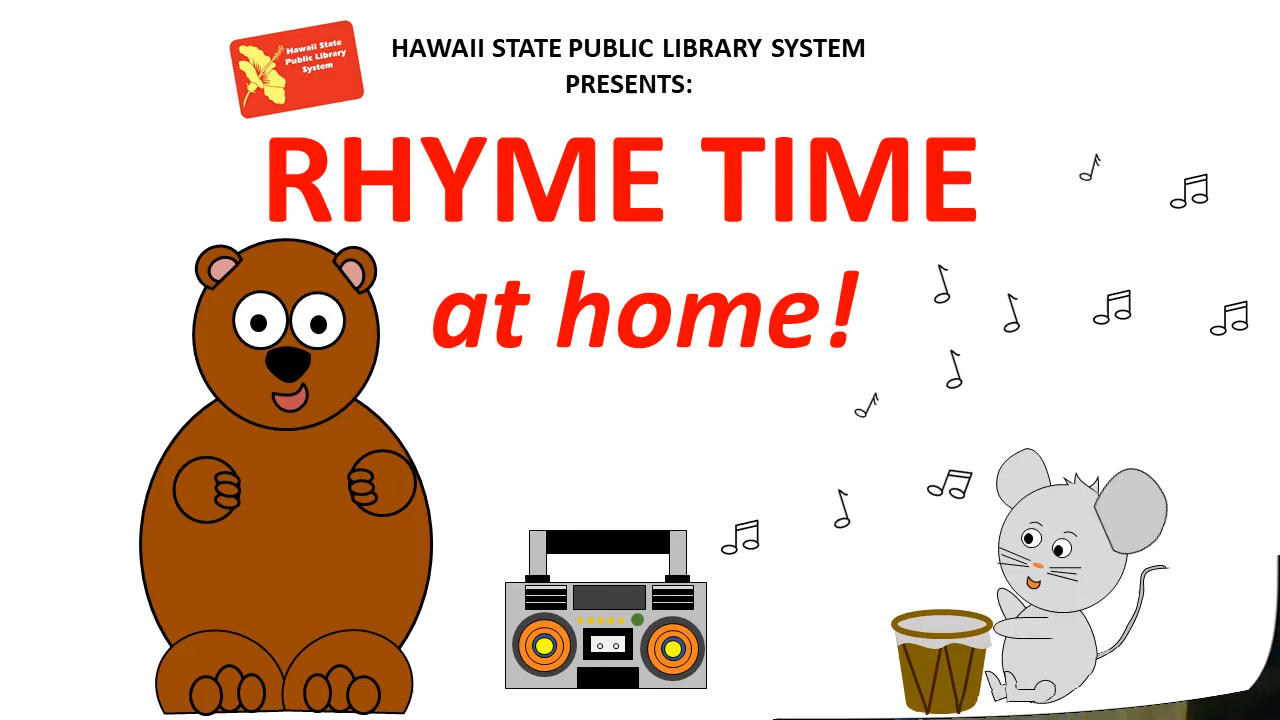 Hawaii State
Public Library
System
HAWAII STATE PUBLIC LIBRARY SYSTEM
PRESENTS:
RHYME TIME
at home!